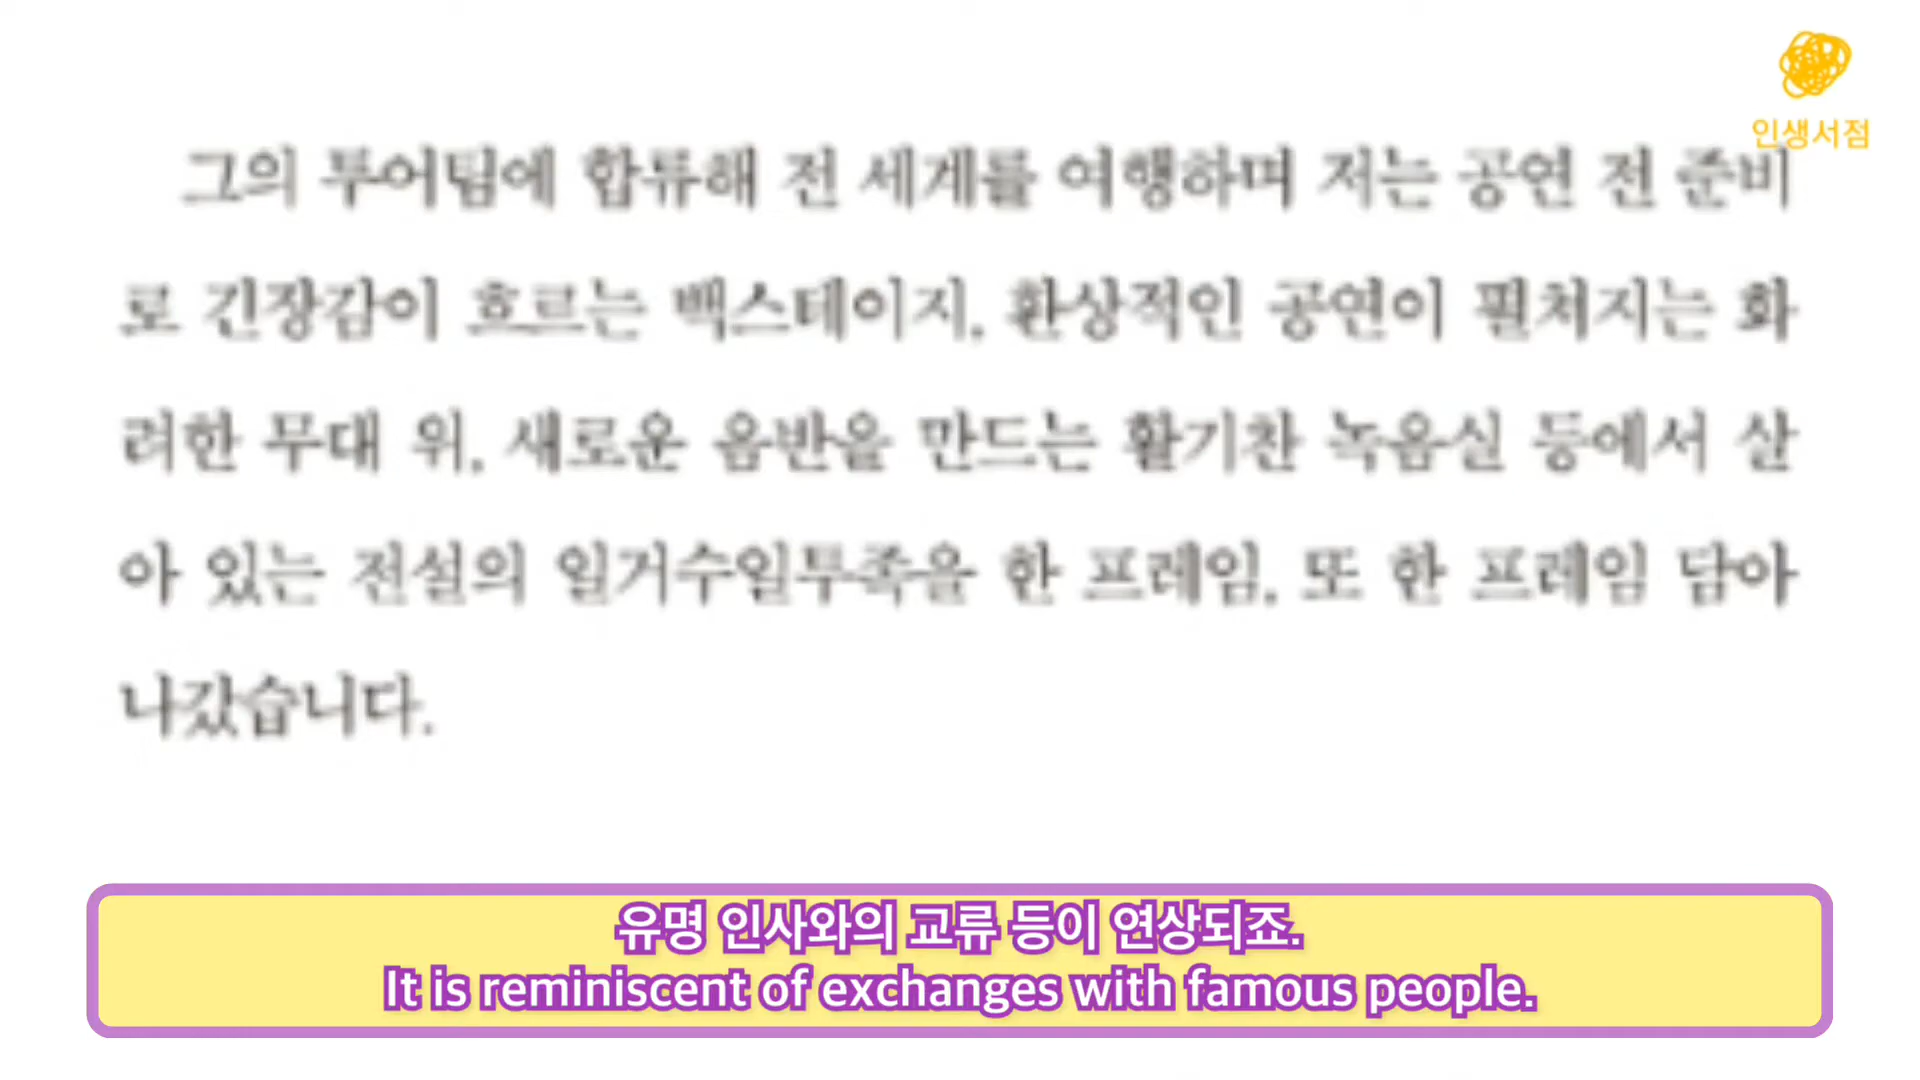 인생서점
그의 투어팀에 합류해 전 세계를 여행하며 저는 공연 전 준비
로 긴장감이 흐르는 백스테이지, 환상적인 공연이 펼쳐지는 화
려한 무대 위, 새로운 음반을 만드는 활기찬 녹음실 등에서 살
아 있는 전설의 일거수일투족을 한 프레임, 또 한 프레임 담아
나갔습니다.
유명 인사와의 교류 등이 연상되죠.
It is reminiscent of exchanges with famous people.